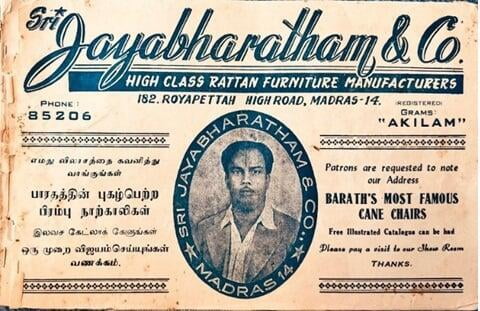 Sri Jayabharatham & Co.
HIGH CLASS RATTAN FURNITURE MANUFACTURERS
182. ROYAPETTAH HIGH ROAD, MADRAS-14.
PHONE:
85206
(REGISTERED)
GRAMS:
"AKILAM"
எமது விலாசத்தை கவனித்து
வாங்குங்கள்
பாரதத்தின் புகழ்பெற்ற
பிரம்பு நாற்காலிகள்
இலவச கேட்லாக் கேளுங்கள்
ஒரு முறை விஜயம்செய்யுங்கள்
வணக்கம்.
SRI JAYABHARATHAM & CO.,
MADRAS 14
Patrons are requested to note
our Address
BARATH'S MOST FAMOUS
CANE CHAIRS
Free Illustrated Catalogue can be had
Please pay a visit to our Show Room
THANKS.